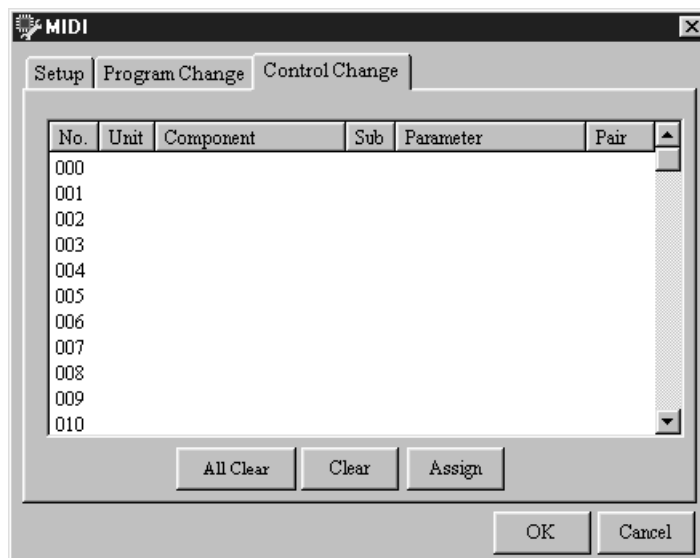 MIDI
Setup Program Change Control Change
No. Unit Component Sub Parameter Pair
000
001
002
003
004
005
006
007
008
009
010
All Clear Clear Assign
OK Cancel